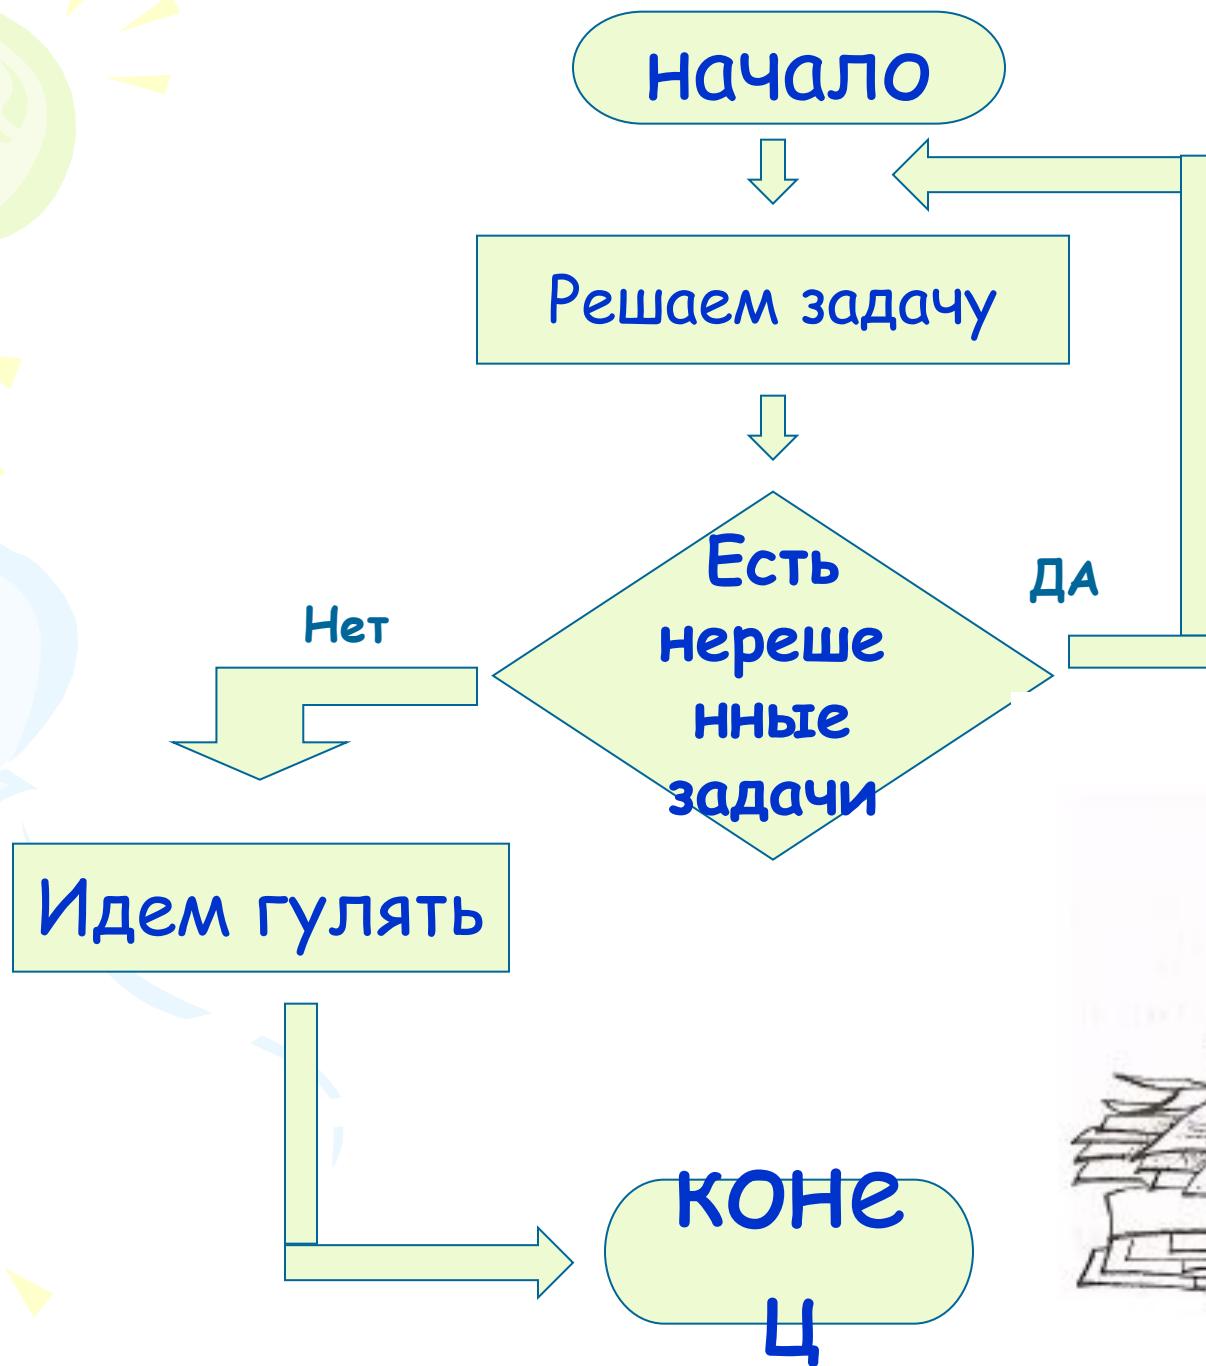 начало
Решаем задачу
Есть
нереше
нные
задачи
ДА
Нет
Идем гулять
коне
ц